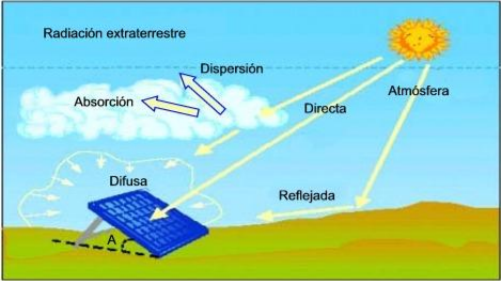 Radiación extraterrestre
Dispersión
Absorción
Atmósfera
Directa
Difusa
Reflejada
A